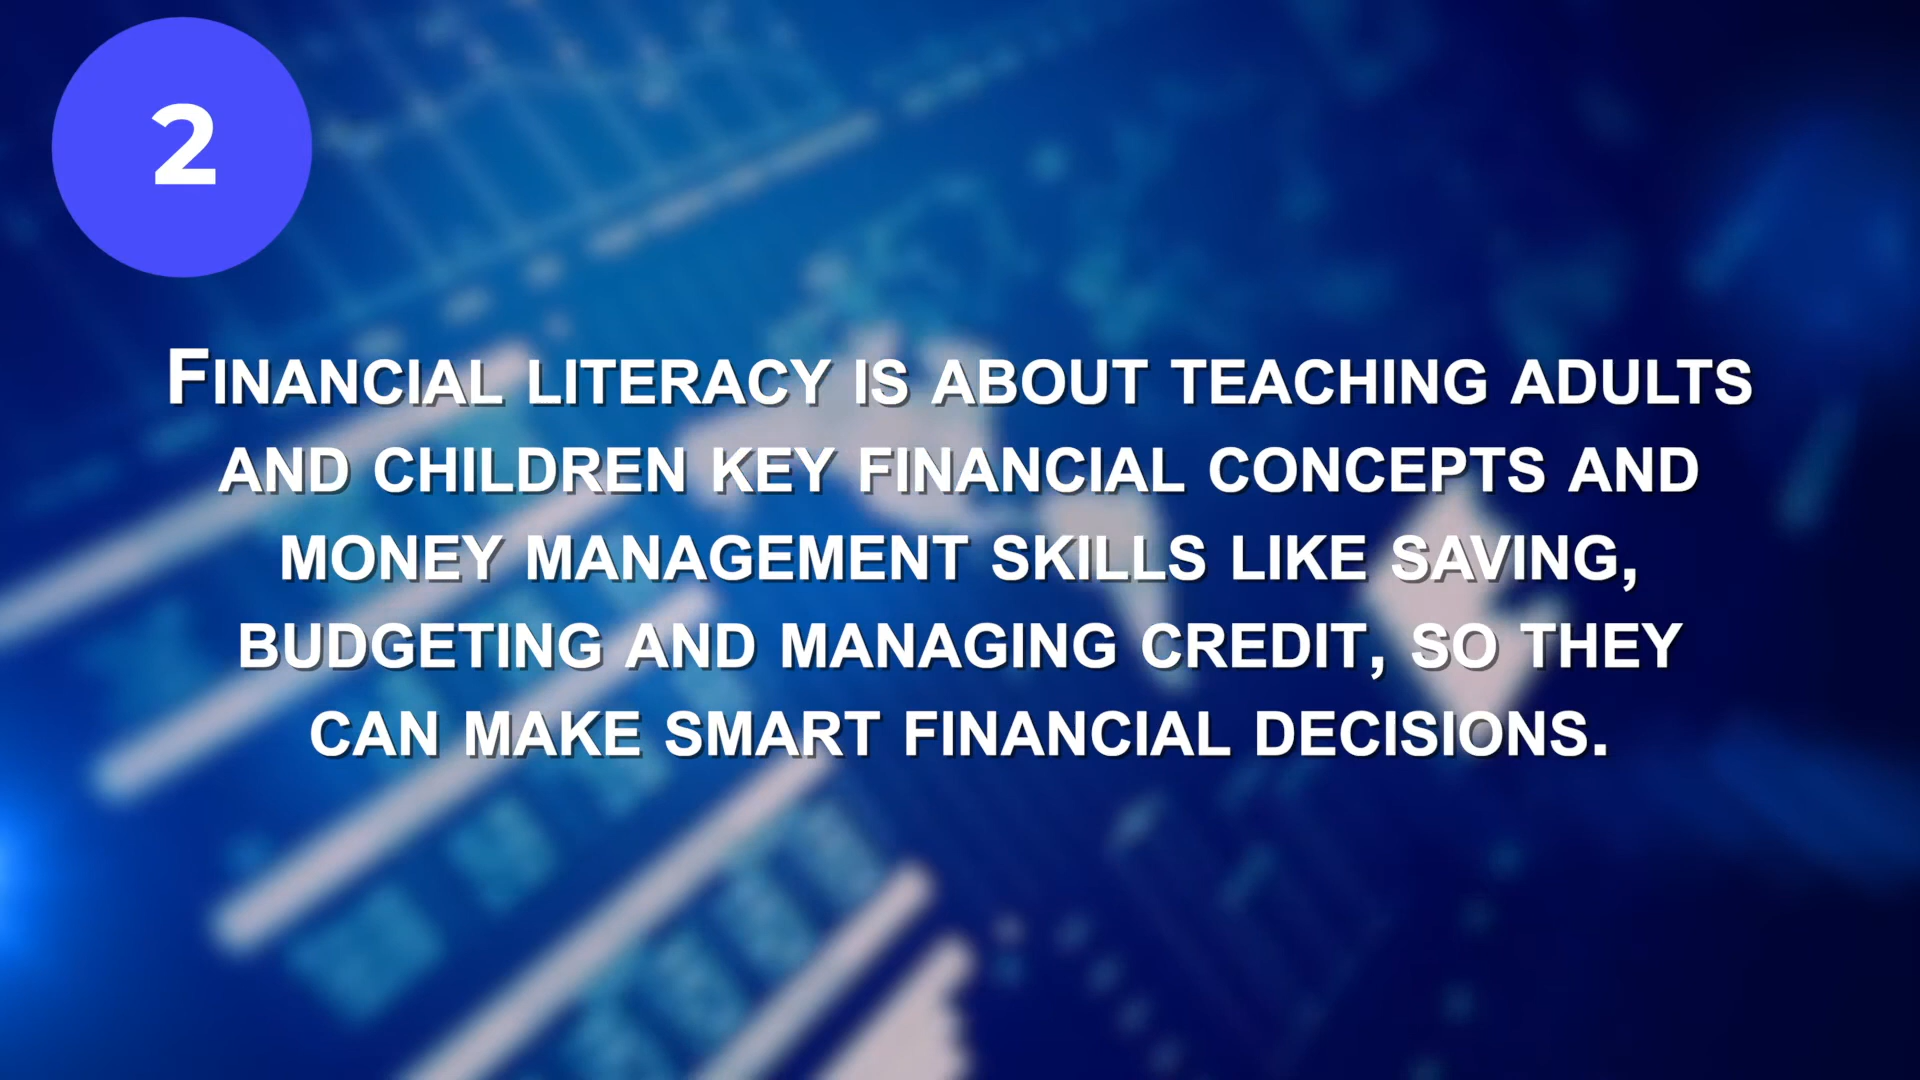 2
Financial literacy is about teaching adults
and children key financial concepts and
money management skills like saving,
budgeting and managing credit, so they
can make smart financial decisions.